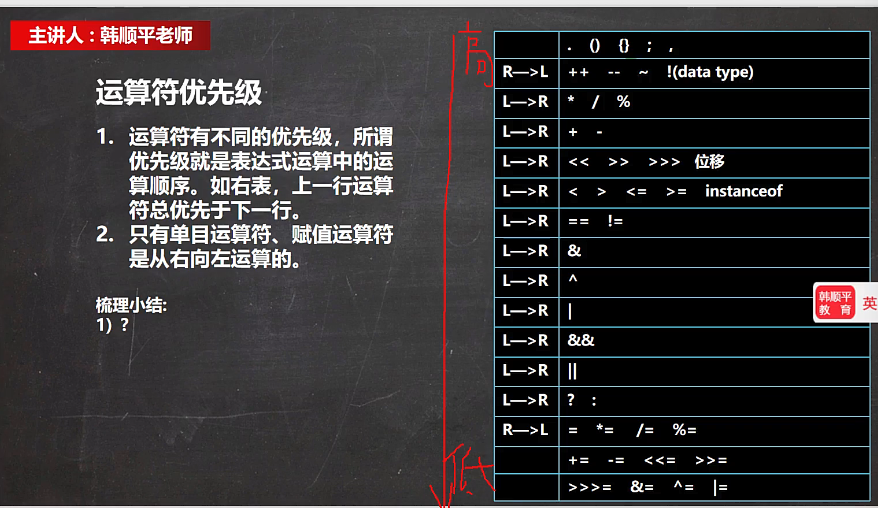 主讲人：韩顺平老师
运算符优先级
1. 运算符有不同的优先级，所谓
优先级就是表达式运算中的运
算顺序。如右表，上一行运算
符总优先于下一行。
2. 只有单目运算符、赋值运算符
是从右向左运算的。
梳理小结:
1) ?
高
. () {} ; ,
R—>L ++ -- ~ !(data type)
L—>R * / %
L—>R + -
L—>R << >> >>> 位移
L—>R < > <= >= instanceof
L—>R == !=
L—>R &
L—>R ^
L—>R |
L—>R &&
L—>R ||
L—>R ? :
R—>L = *= /= %=
+= -= <<= >>=
>>>= &= ^= |=
低
韩顺平
教育
英